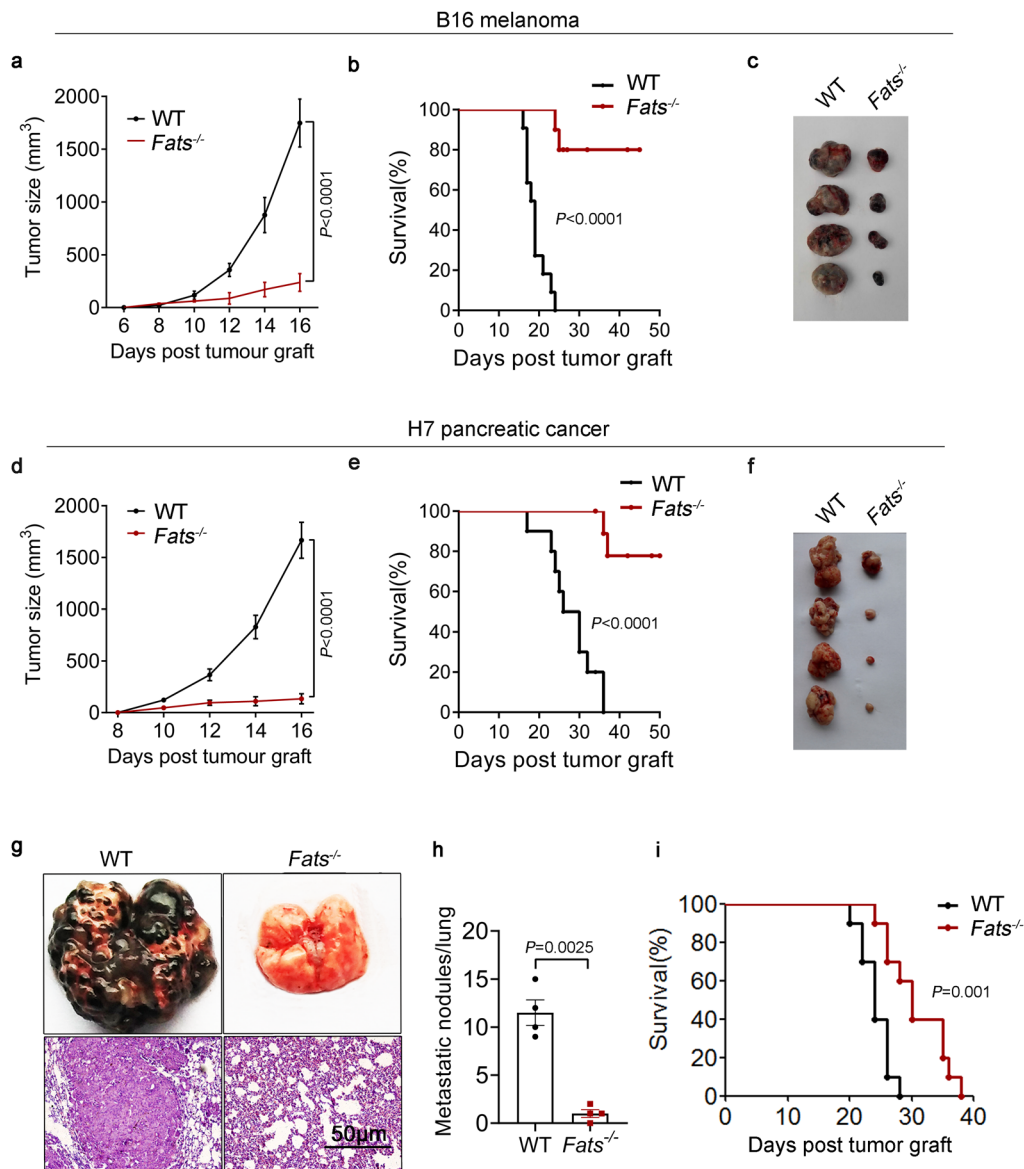 B16 melanoma
a
2000
1500
1000
500
0
Tumor size (mm³)
WT
Fats⁻/⁻
P<0.0001
6 8 10 12 14 16
Days post tumour graft
b
WT
Fats⁻/⁻
100
80
60
40
20
0
Survival(%)
P<0.0001
0 10 20 30 40 50
Days post tumor graft
c
WT Fats⁻/⁻
H7 pancreatic cancer
d
2000
1500
1000
500
0
Tumor size (mm³)
WT
Fats⁻/⁻
P<0.0001
8 10 12 14 16
Days post tumour graft
e
WT
Fats⁻/⁻
100
80
60
40
20
0
Survival(%)
P<0.0001
0 10 20 30 40 50
Days post tumor graft
f
WT Fats⁻/⁻
g
WT Fats⁻/⁻
50μm
h
Metastatic nodules/lung
20
15
10
5
0
P=0.0025
WT Fats⁻/⁻
i
100
80
60
40
20
0
Survival(%)
WT
Fats⁻/⁻
P=0.001
0 20 30 40
Days post tumor graft